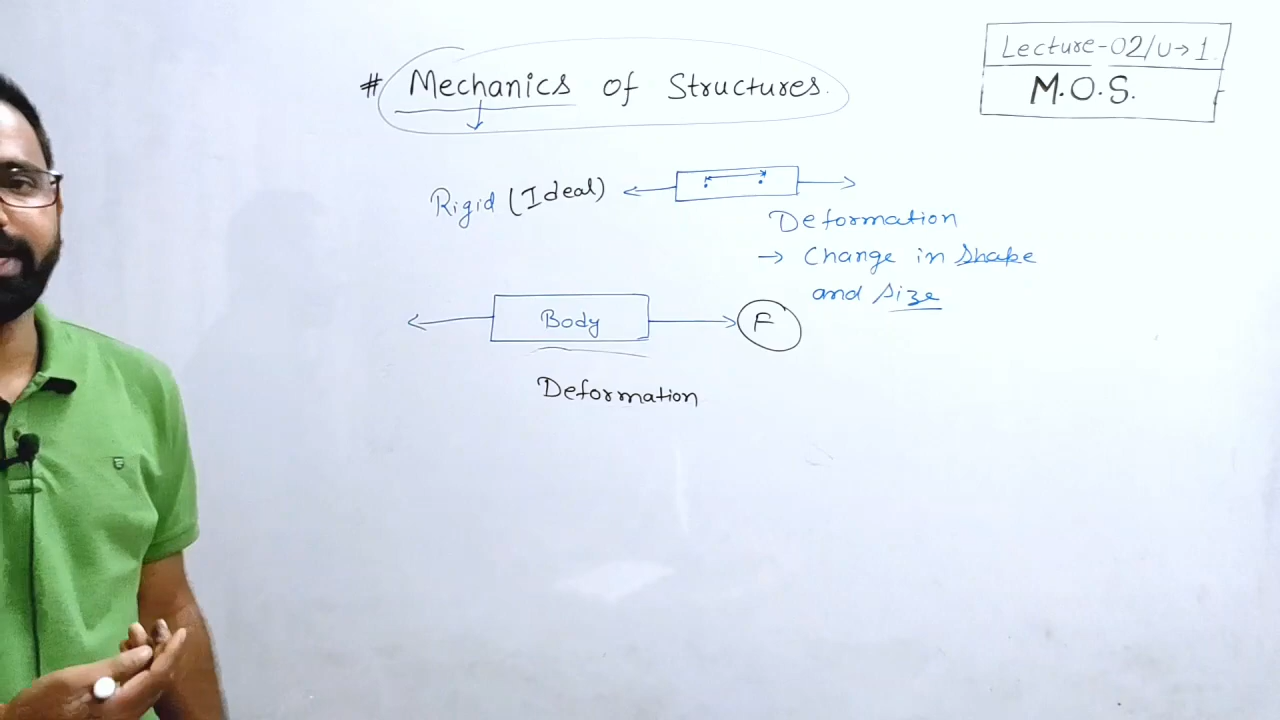 Lecture-02/U→1.
M.O.S.
# Mechanics of Structures.
Rigid (Ideal)
Deformation
→ Change in Shape
and Size
Body
F
Deformation